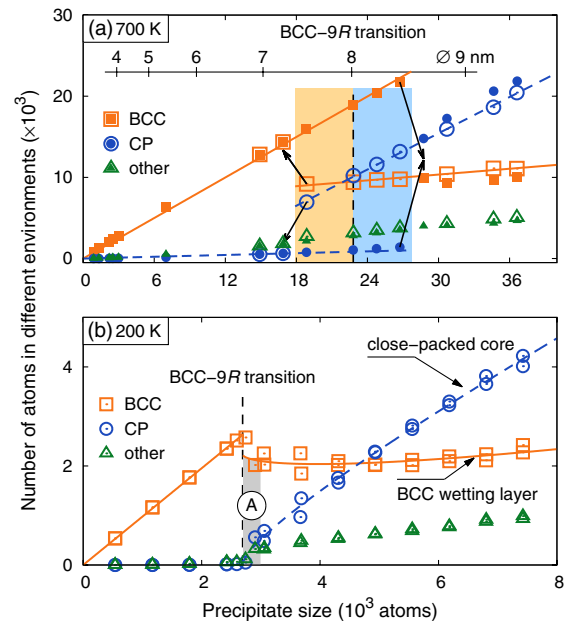 (a) 700 K
BCC–9R transition
4 5 6 7 8 ∅ 9 nm
30
20
10
0
BCC
CP
other
0 6 12 18 24 30 36
Number of atoms in different environments (×10³)
(b) 200 K
close–packed core
BCC–9R transition
4
2
0
BCC
CP
other
A
BCC wetting layer
0 2 4 6 8
Precipitate size (10³ atoms)